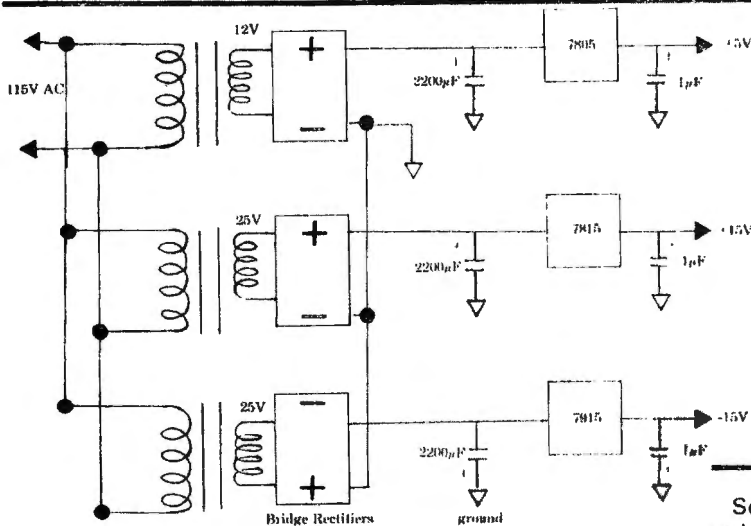 12V
+
7805
+5V
115V AC
2200µF
1µF
−
25V
+
7815
+15V
2200µF
1µF
−
25V
−
7915
-15V
2200µF
1µF
+
Bridge Rectifiers
ground